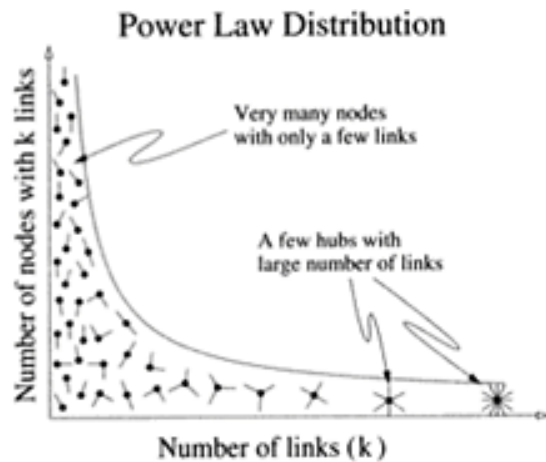 Power Law Distribution
Number of nodes with k links
Very many nodes
with only a few links
A few hubs with
large number of links
Number of links (k)